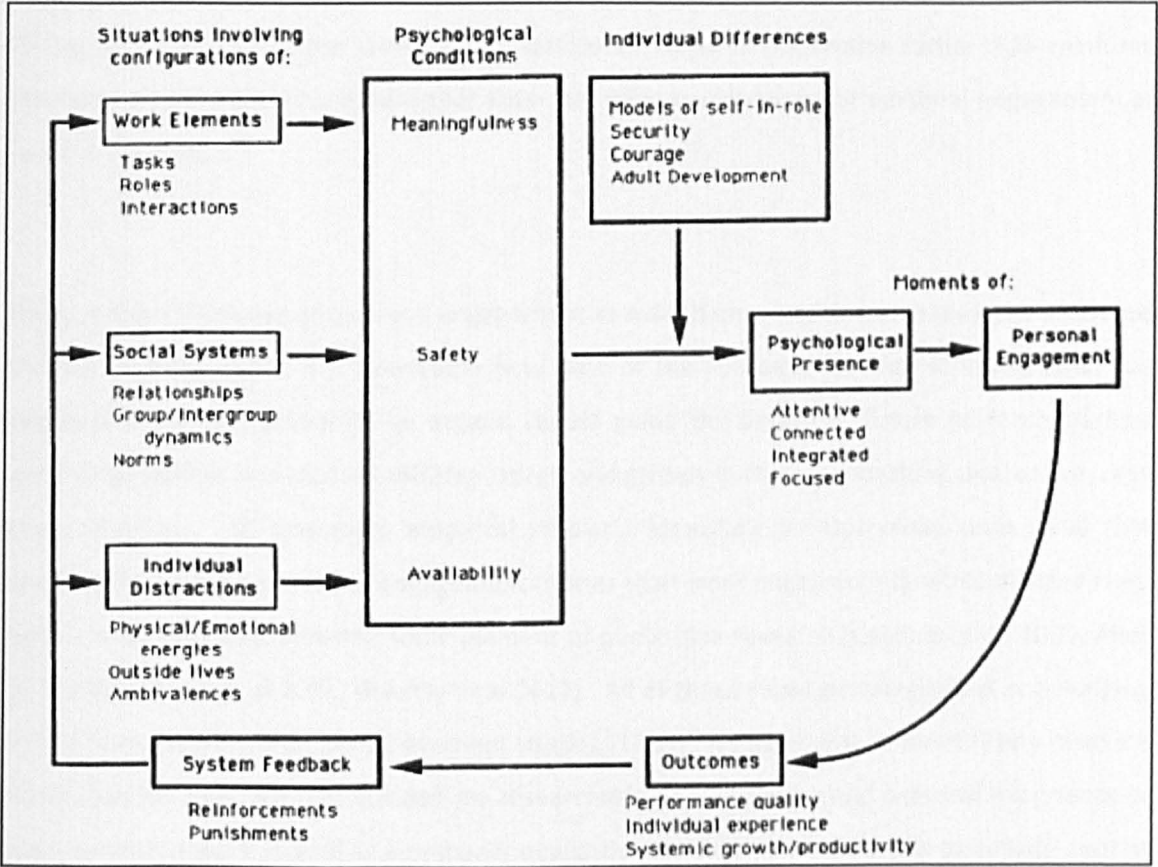 Situations Involving
configurations of:
Psychological
Conditions
Individual Differences
Work Elements
Tasks
Roles
Interactions
Meaningfulness
Models of self-inrole
Security
Courage
Adult Development
Moments of:
Social Systems
Relationships
Group/Intergroup
dynamics
Norms
Safety
Psychological
Presence
Attentive
Connected
Integrated
Focused
Personal
Engagement
Individual
Distractions
Physical/Emotional
energies
Outside lives
Ambivalences
Availability
System Feedback
Reinforcements
Punishments
Outcomes
Performance quality
Individual experience
Systemic growth/productivity